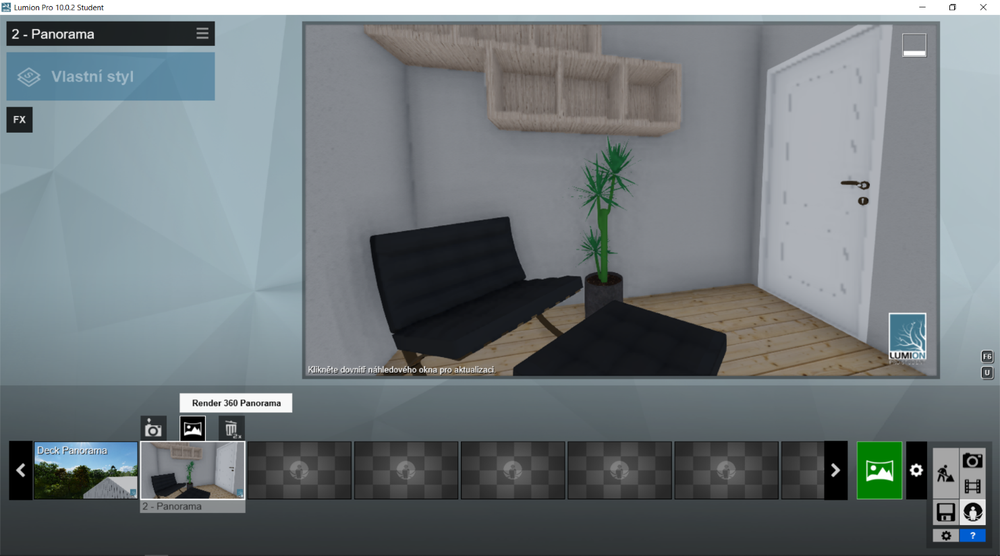 Lumion Pro 10.0.2 Student
2 - Panorama
Vlastní styl
FX
LUMION
Klikněte dovnitř náhledového okna pro aktualizaci.
F6
U
Render 360 Panorama
2x
Deck Panorama
2 - Panorama
?